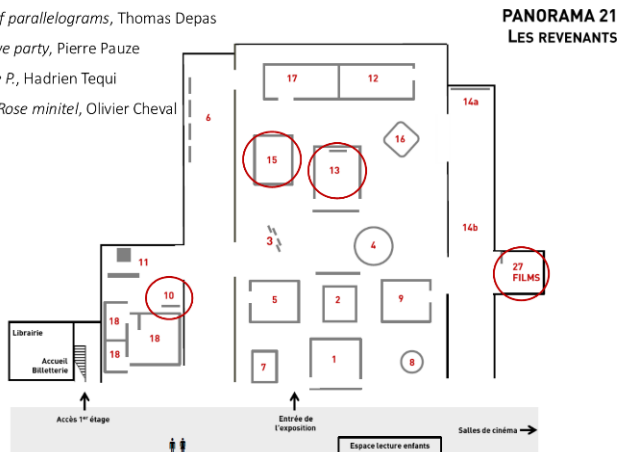 of parallelograms, Thomas Depas
PANORAMA 21
LES REVENANTS
party, Pierre Pauze
P., Hadrien Tequi
Rose minitel, Olivier Cheval
17
12
14a
6
16
15
13
14b
3
4
11
27
FILMS
10
5
2
9
18
18
18
Librairie
Accueil
Billetterie
7
1
8
Accès 1er étage
Entrée de
l'exposition
Salles de cinéma
Espace lecture enfants